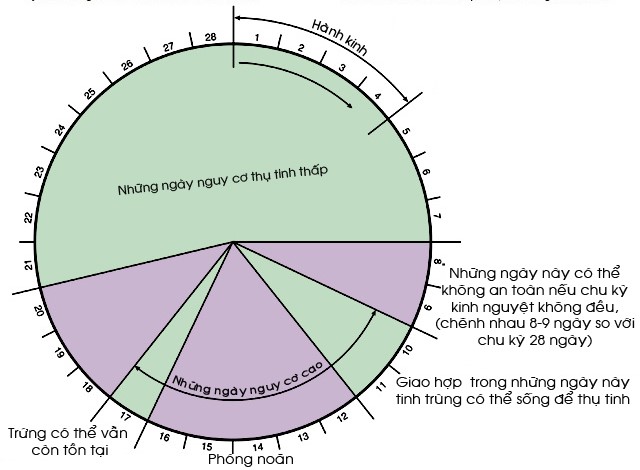 Hành kinh
1
2
3
4
5
6
7
8
9
10
11
12
13
14
15
16
17
18
19
20
21
22
23
24
25
26
27
28
Những ngày nguy cơ thụ tinh thấp
Những ngày này có thể
không an toàn nếu chu kỳ
kinh nguyệt không đều,
(chênh nhau 8-9 ngày so với
chu kỳ 28 ngày)
Những ngày nguy cơ cao
Giao hợp trong những ngày này
tinh trùng có thể sống để thụ tinh
Trứng có thể vẫn
còn tồn tại
Phóng noãn